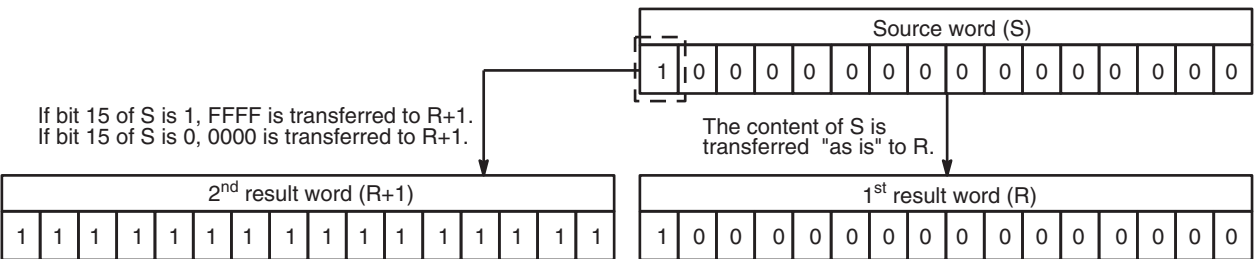 Source word (S)
1 0 0 0 0 0 0 0 0 0 0 0 0 0 0 0
If bit 15 of S is 1, FFFF is transferred to R+1.
If bit 15 of S is 0, 0000 is transferred to R+1.
The content of S is
transferred "as is" to R.
2nd result word (R+1)
1 1 1 1 1 1 1 1 1 1 1 1 1 1 1 1
1st result word (R)
1 0 0 0 0 0 0 0 0 0 0 0 0 0 0 0